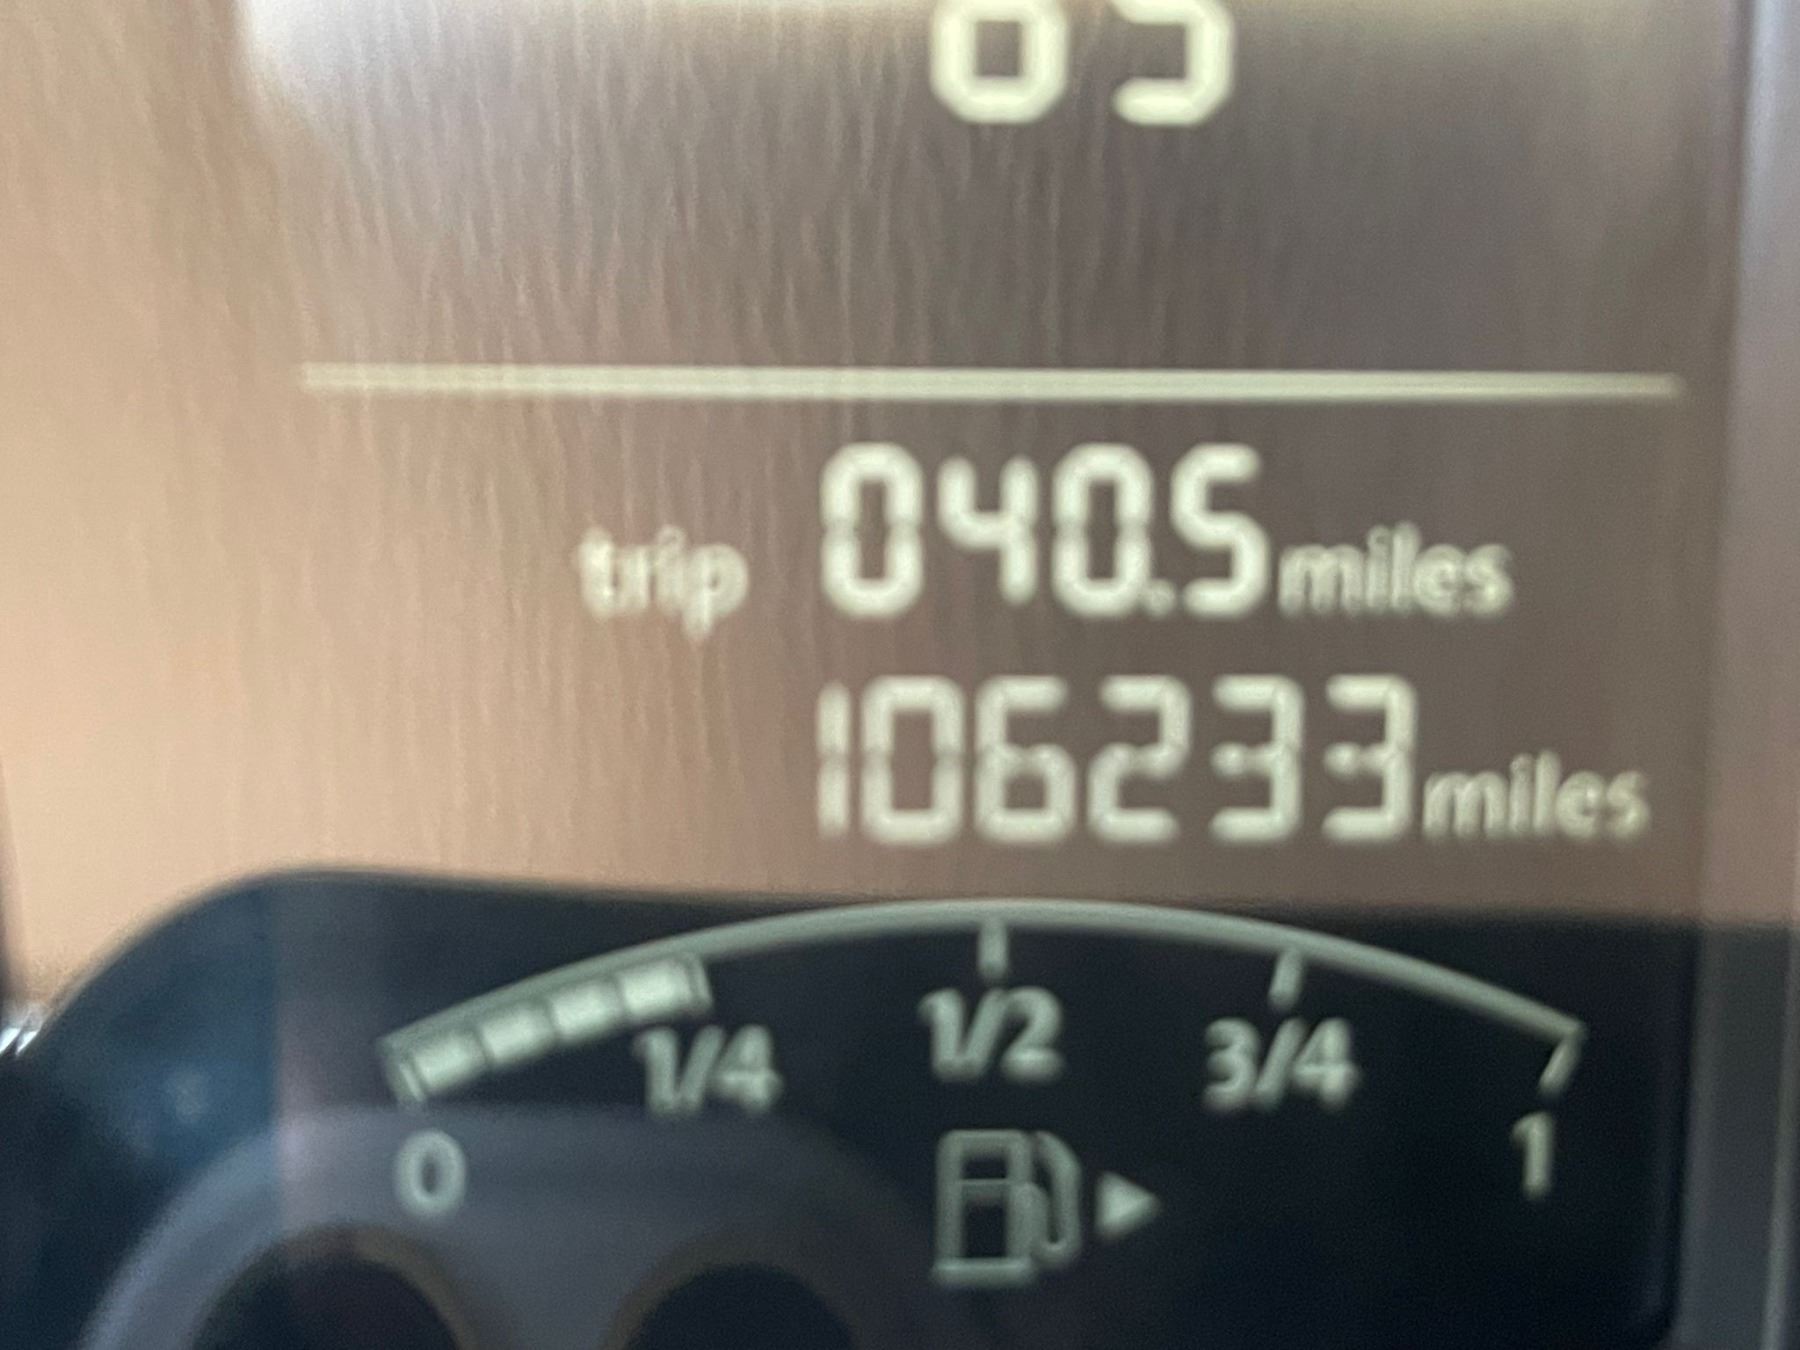 trip 040.5 miles
106233 miles
0 1/4 1/2 3/4 1